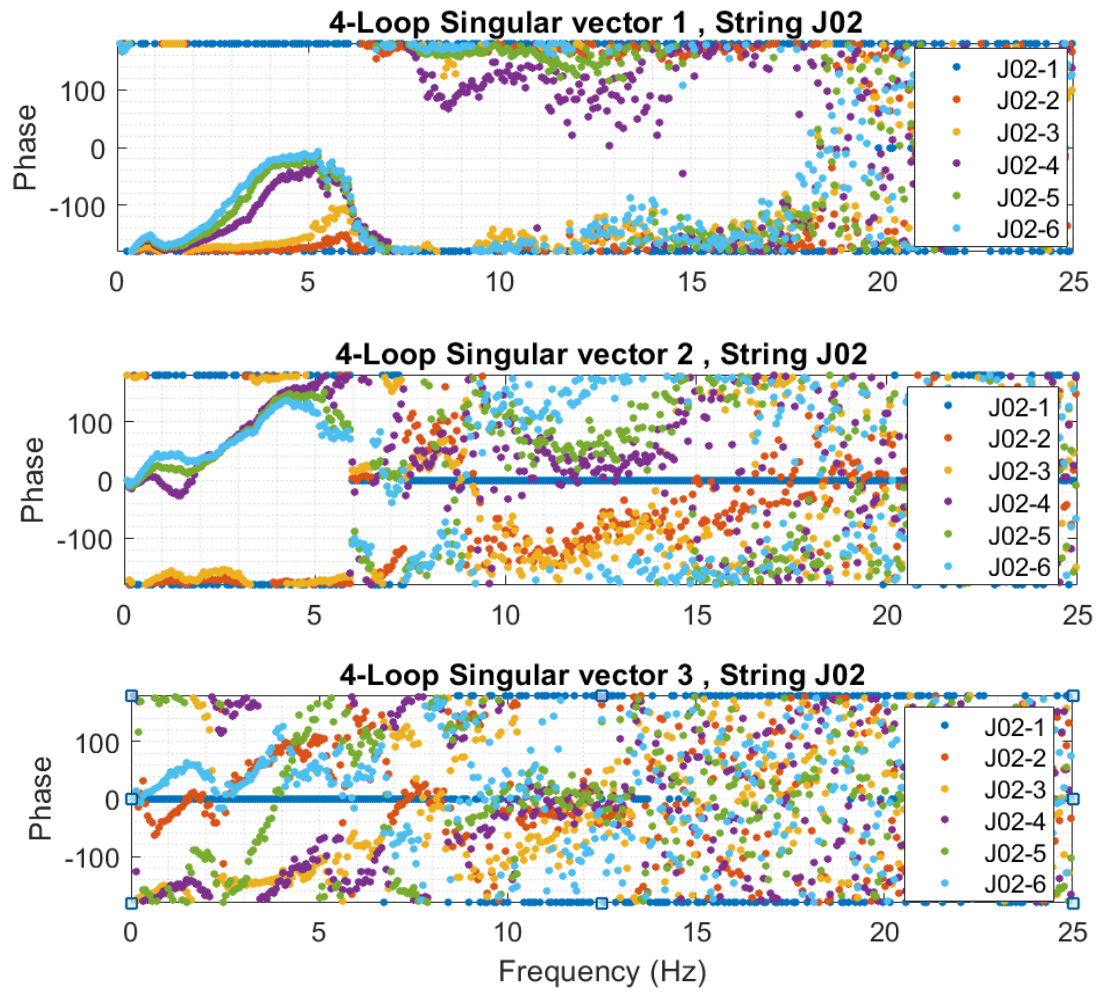 4-Loop Singular vector 1 , String J02
Phase
100
0
-100
0
5
10
15
20
25
J02-1
J02-2
J02-3
J02-4
J02-5
J02-6
4-Loop Singular vector 2 , String J02
Phase
100
0
-100
0
5
10
15
20
25
J02-1
J02-2
J02-3
J02-4
J02-5
J02-6
4-Loop Singular vector 3 , String J02
Phase
100
0
-100
0
5
10
15
20
25
J02-1
J02-2
J02-3
J02-4
J02-5
J02-6
Frequency (Hz)